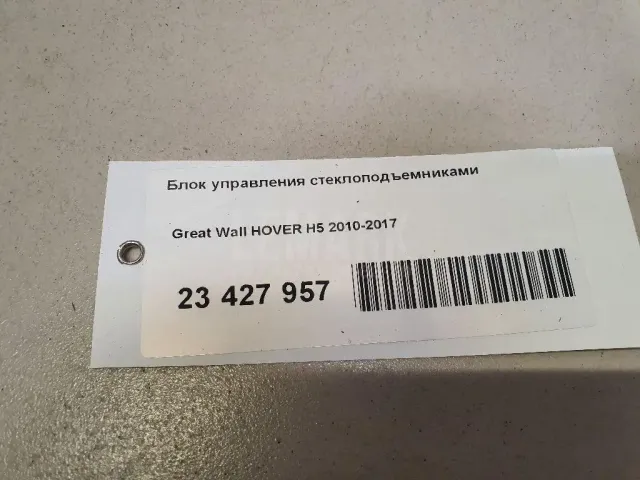 Блок управления стеклоподъемниками
Great Wall HOVER H5 2010-2017
23 427 957